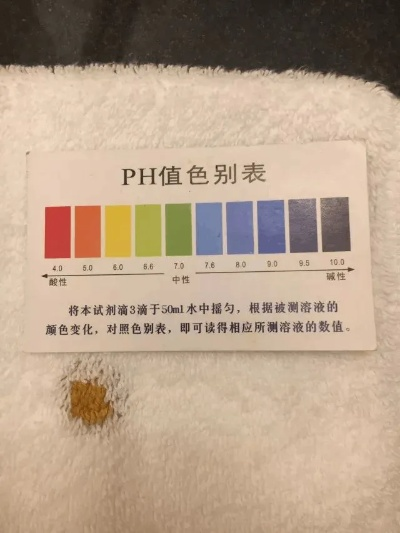 PH值色别表
4.0 5.0 6.0 6.6 7.0 7.6 8.0 9.0 9.5 10.0
酸性 中性 碱性
将本试剂滴3滴于50ml水中摇匀，根据被测溶液的
颜色变化，对照色别表，即可读得相应所测溶液的数值。